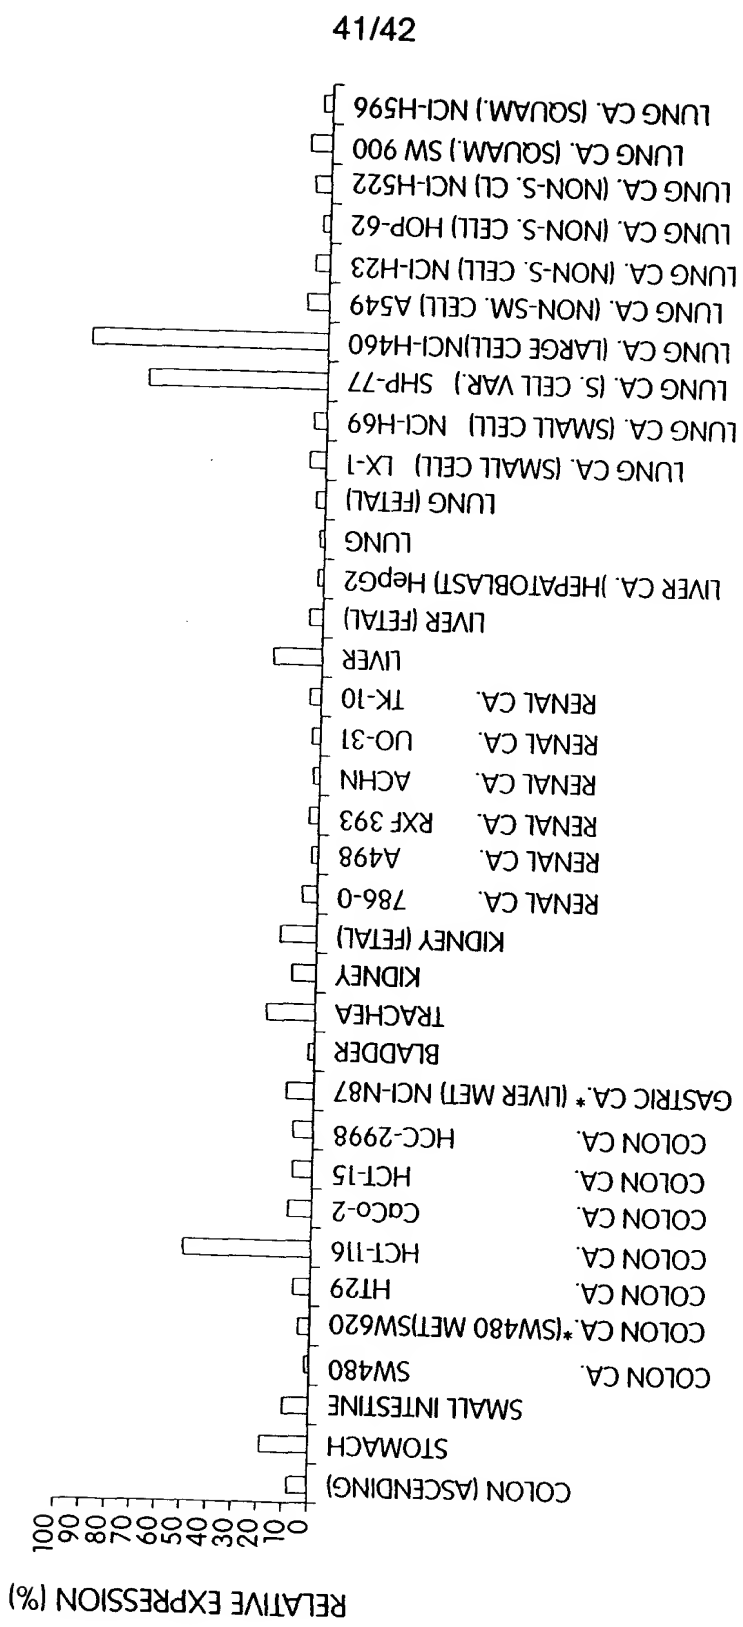 41/42
RELATIVE EXPRESSION (%)
0 10 20 30 40 50 60 70 80 90 100
COLON (ASCENDING)
STOMACH
SMALL INTESTINE
COLON CA. SW480
COLON CA.*(SW480 MET)SW620
COLON CA. HT29
COLON CA. HCT-116
COLON CA. CaCo-2
COLON CA. HCT-15
COLON CA. HCC-2998
GASTRIC CA.* (LIVER MET) NCI-N87
BLADDER
TRACHEA
KIDNEY
KIDNEY (FETAL)
RENAL CA. 786-0
RENAL CA. A498
RENAL CA. RXF 393
RENAL CA. ACHN
RENAL CA. UO-31
RENAL CA. TK-10
LIVER
LIVER (FETAL)
LIVER CA. )HEPATOBLAST) HepG2
LUNG
LUNG (FETAL)
LUNG CA. (SMALL CELL) LX-1
LUNG CA. (SMALL CELL) NCI-H69
LUNG CA. (S. CELL VAR.) SHP-77
LUNG CA. (LARGE CELL)NCI-H460
LUNG CA. (NON-SM. CELL) A549
LUNG CA. (NON-S. CELL) NCI-H23
LUNG CA. (NON-S. CELL) HOP-62
LUNG CA. (NON-S. CL) NCI-H522
LUNG CA. (SQUAM.) SW 900
LUNG CA. (SQUAM.) NCI-H596